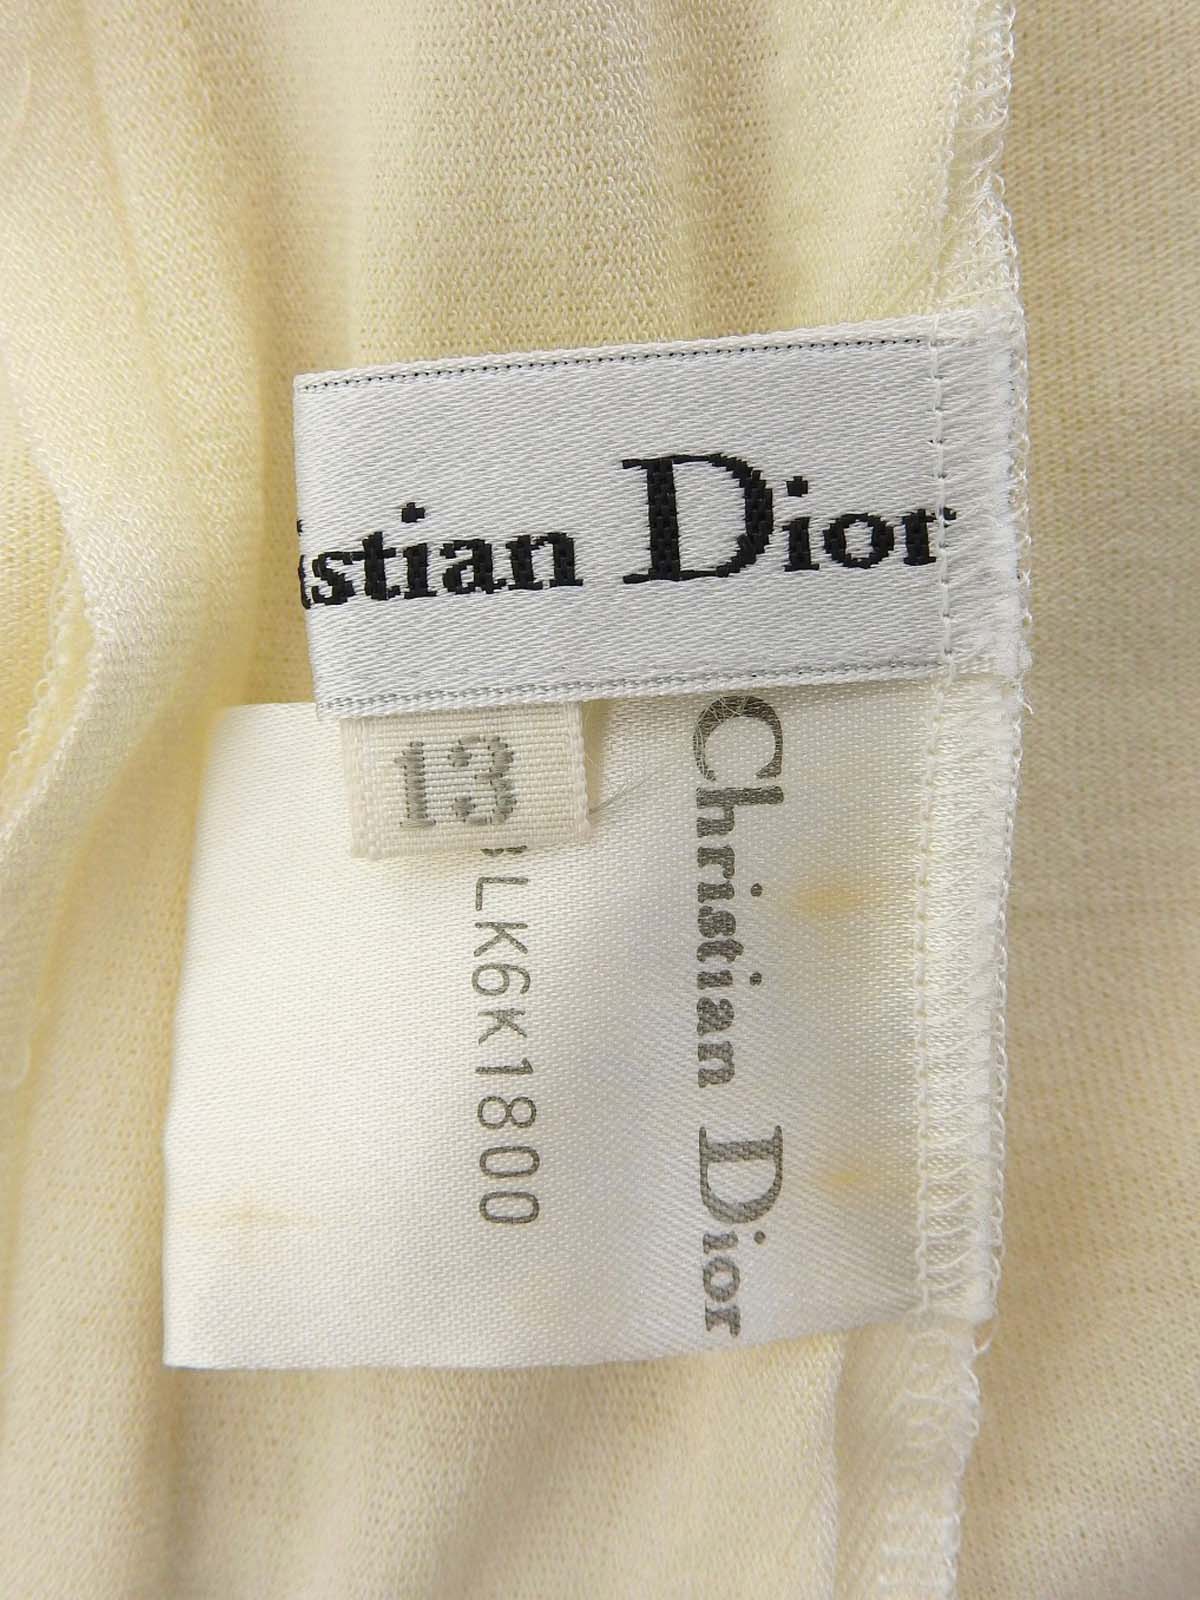 istian Dior
13
Christian Dior
LK6K1800